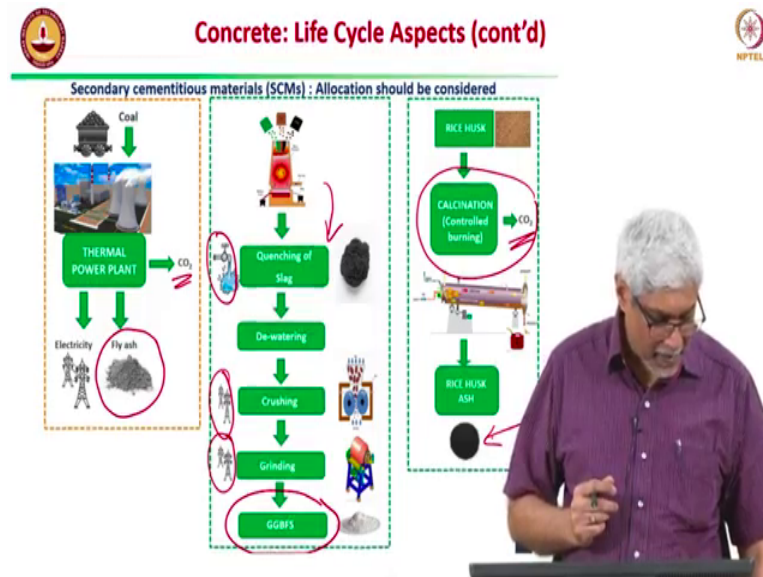 Concrete: Life Cycle Aspects (cont'd)
NPTEL
Secondary cementitious materials (SCMs) : Allocation should be considered
Coal
THERMAL
POWER PLANT
CO₂
Electricity
Fly ash
Quenching of
Slag
De-watering
Crushing
Grinding
GGBFS
RICE HUSK
CALCINATION
(Controlled
burning)
CO₂
RICE HUSK
ASH